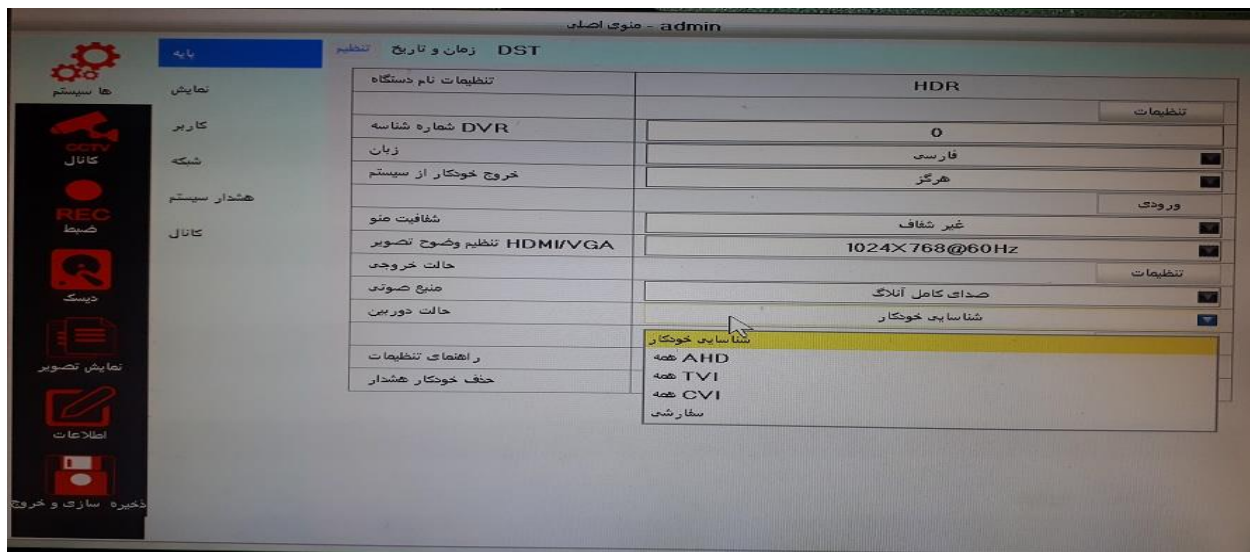 منوی اصلی - admin
ها سیستم
CCTV
کانال
REC
ضبط
دیسک
نمایش تصویر
اطلاعات
ذخیره سازی و خروج
پایه
نمایش
کاربر
شبکه
هشدار سیستم
کانال
تنظیم زمان و تاریخ DST
تنظیمات نام دستگاه HDR
تنظیمات
شماره شناسه DVR 0
زبان فارسی
خروج خودکار از سیستم هرگز
ورودی
شفافیت منو غیر شفاف
تنظیم وضوح تصویر HDMI/VGA 1024X768@60Hz
حالت خروجی تنظیمات
منبع صوتی صدای کامل آنلاگ
حالت دوربین شناسایی خودکار
شناسایی خودکار
همه AHD
راهنمای تنظیمات
همه TVI
حذف خودکار هشدار
همه CVI
سفارشی